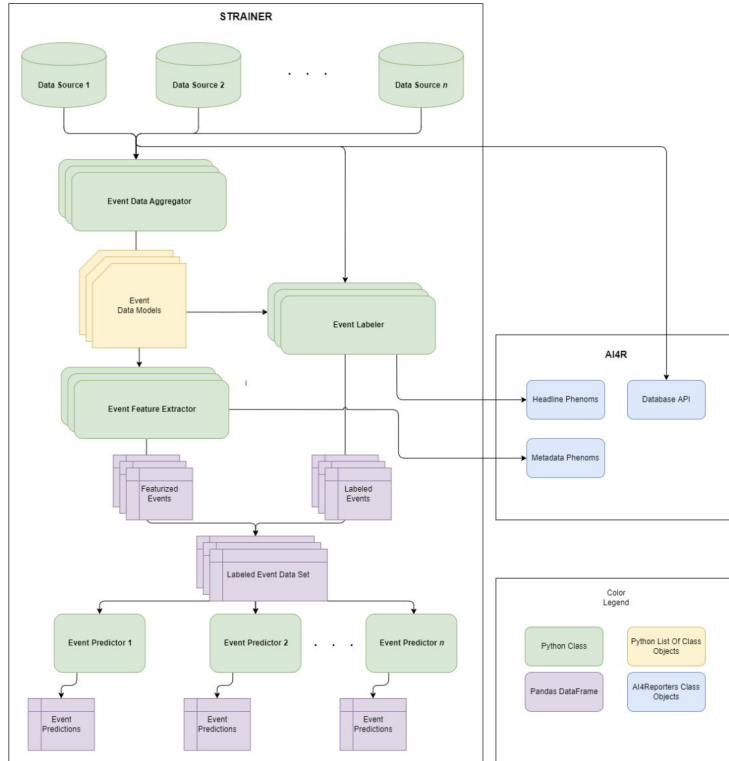 STRAINER
Data Source 1
Data Source 2
. . .
Data Source n
Event Data Aggregator
Event
Data Models
Event Labeler
AI4R
i
Event Feature Extractor
Headline Phenoms
Database API
Metadata Phenoms
Featurized
Events
Labeled
Events
Labeled Event Data Set
Color
Legend
Event Predictor 1
Event Predictor 2
. . .
Event Predictor n
Python Class
Python List Of Class
Objects
Pandas DataFrame
AI4Reporters Class
Objects
Event
Predictions
Event
Predictions
Event
Predictions